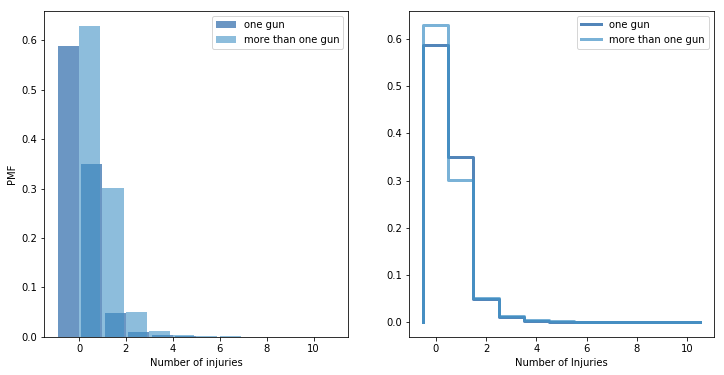 one gun
more than one gun
PMF
0.6
0.5
0.4
0.3
0.2
0.1
0.0
0 2 4 6 8 10
Number of injuries
one gun
more than one gun
0.6
0.5
0.4
0.3
0.2
0.1
0.0
0 2 4 6 8 10
Number of Injuries